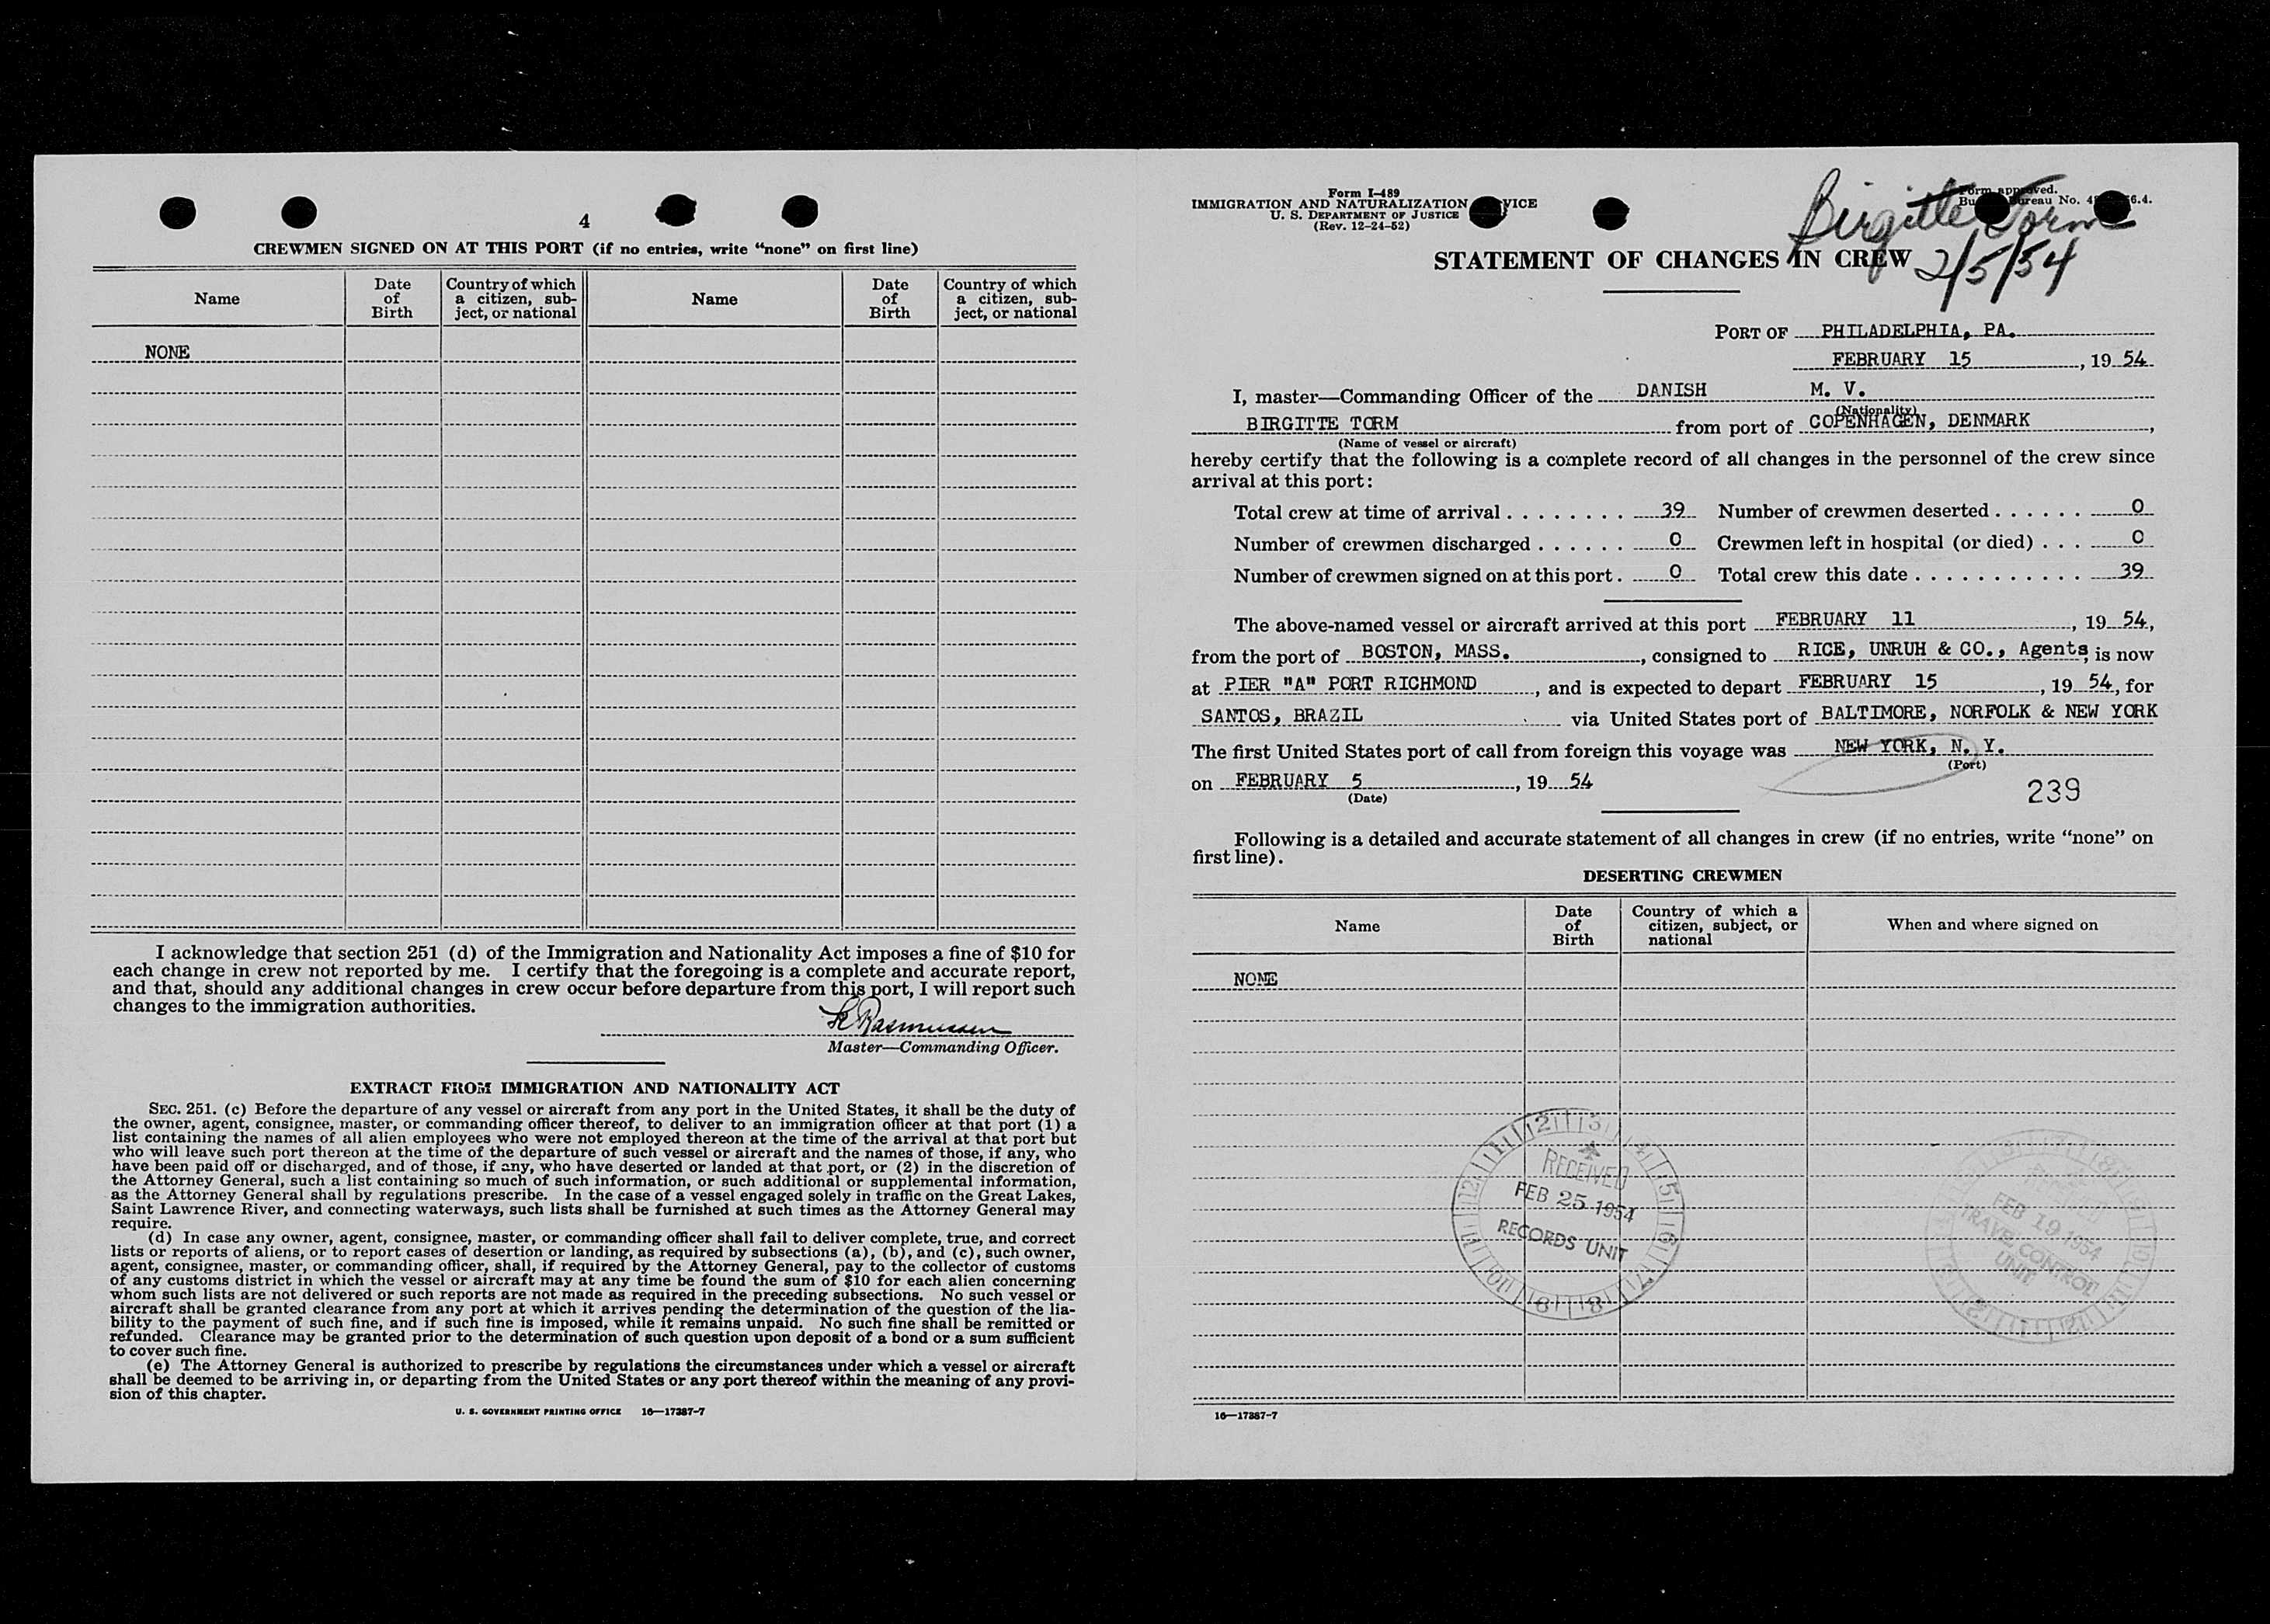 4
CREWMEN SIGNED ON AT THIS PORT (if no entries, write “none” on first line)
Name
Date of Birth
Country of which a citizen, subject, or national
Name
Date of Birth
Country of which a citizen, subject, or national
NONE
I acknowledge that section 251 (d) of the Immigration and Nationality Act imposes a fine of $10 for
each change in crew not reported by me. I certify that the foregoing is a complete and accurate report,
and that, should any additional changes in crew occur before departure from this port, I will report such
changes to the immigration authorities.
Rasmussen
Master—Commanding Officer.
EXTRACT FROM IMMIGRATION AND NATIONALITY ACT
SEC. 251. (c) Before the departure of any vessel or aircraft from any port in the United States, it shall be the duty of
the owner, agent, consignee, master, or commanding officer thereof, to deliver to an immigration officer at that port (1) a
list containing the names of all alien employees who were not employed thereon at the time of the arrival at that port but
who will leave such port thereon at the time of the departure of such vessel or aircraft and the names of those, if any, who
have been paid off or discharged, and of those, if any, who have deserted or landed at that port, or (2) in the discretion of
the Attorney General, such a list containing so much of such information, or such additional or supplemental information,
as the Attorney General shall by regulations prescribe. In the case of a vessel engaged solely in traffic on the Great Lakes,
Saint Lawrence River, and connecting waterways, such lists shall be furnished at such times as the Attorney General may
require.
(d) In case any owner, agent, consignee, master, or commanding officer shall fail to deliver complete, true, and correct
lists or reports of aliens, or to report cases of desertion or landing, as required by subsections (a), (b), and (c), such owner,
agent, consignee, master, or commanding officer, shall, if required by the Attorney General, pay to the collector of customs
of any customs district in which the vessel or aircraft may at any time be found the sum of $10 for each alien concerning
whom such lists are not delivered or such reports are not made as required in the preceding subsections. No such vessel or
aircraft shall be granted clearance from any port at which it arrives pending the determination of the question of the lia-
bility to the payment of such fine, and if such fine is imposed, while it remains unpaid. No such fine shall be remitted or
refunded. Clearance may be granted prior to the determination of such question upon deposit of a bond or a sum sufficient
to cover such fine.
(e) The Attorney General is authorized to prescribe by regulations the circumstances under which a vessel or aircraft
shall be deemed to be arriving in, or departing from the United States or any port thereof within the meaning of any provi-
sion of this chapter.
U. S. GOVERNMENT PRINTING OFFICE 16—17387-7
Form I-489
IMMIGRATION AND NATURALIZATION
U. S. DEPARTMENT OF JUSTICE
(Rev. 12-24-52)
Form approved.
No.
Birgitte Torm
2/5/54
STATEMENT OF CHANGES IN CREW
PORT OF PHILADELPHIA, PA.
FEBRUARY 15, 1954
I, master—Commanding Officer of the DANISH M. V.
(Nationality)
BIRGITTE TORM from port of COPENHAGEN, DENMARK,
(Name of vessel or aircraft)
hereby certify that the following is a complete record of all changes in the personnel of the crew since
arrival at this port:
Total crew at time of arrival . . . . . . . . 39 Number of crewmen deserted . . . . . . 0
Number of crewmen discharged . . . . . . 0 Crewmen left in hospital (or died) . . . 0
Number of crewmen signed on at this port . 0 Total crew this date . . . . . . . . . . . 39
The above-named vessel or aircraft arrived at this port FEBRUARY 11, 1954,
from the port of BOSTON, MASS., consigned to RICE, UNRUH & CO., Agents, is now
at PIER "A" PORT RICHMOND, and is expected to depart FEBRUARY 15, 1954, for
SANTOS, BRAZIL via United States port of BALTIMORE, NORFOLK & NEW YORK
The first United States port of call from foreign this voyage was NEW YORK, N. Y.
(Port)
on FEBRUARY 5, 1954
(Date)
239
Following is a detailed and accurate statement of all changes in crew (if no entries, write “none” on
first line).
DESERTING CREWMEN
Name
Date of Birth
Country of which a citizen, subject, or national
When and where signed on
NONE
RECEIVED
FEB 25 1954
RECORDS UNIT
FEB 19 1954
TRAVEL CONTROL
UNIT
16—17387-7